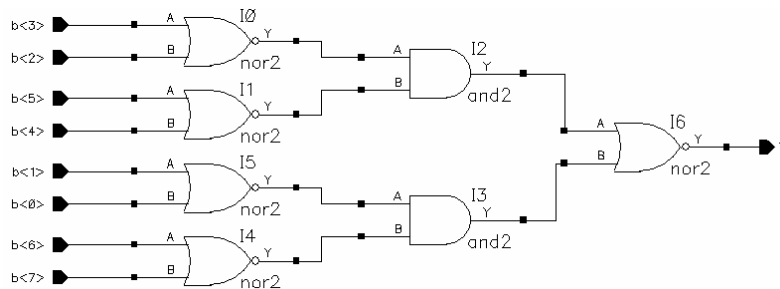 b<3> A I0 Y
b<2> B nor2
A I2 Y
B and2
b<5> A I1 Y
b<4> B nor2
A I6 Y
B nor2
b<1> A I5 Y
b<0> B nor2
A I3 Y
B and2
b<6> A I4 Y
b<7> B nor2